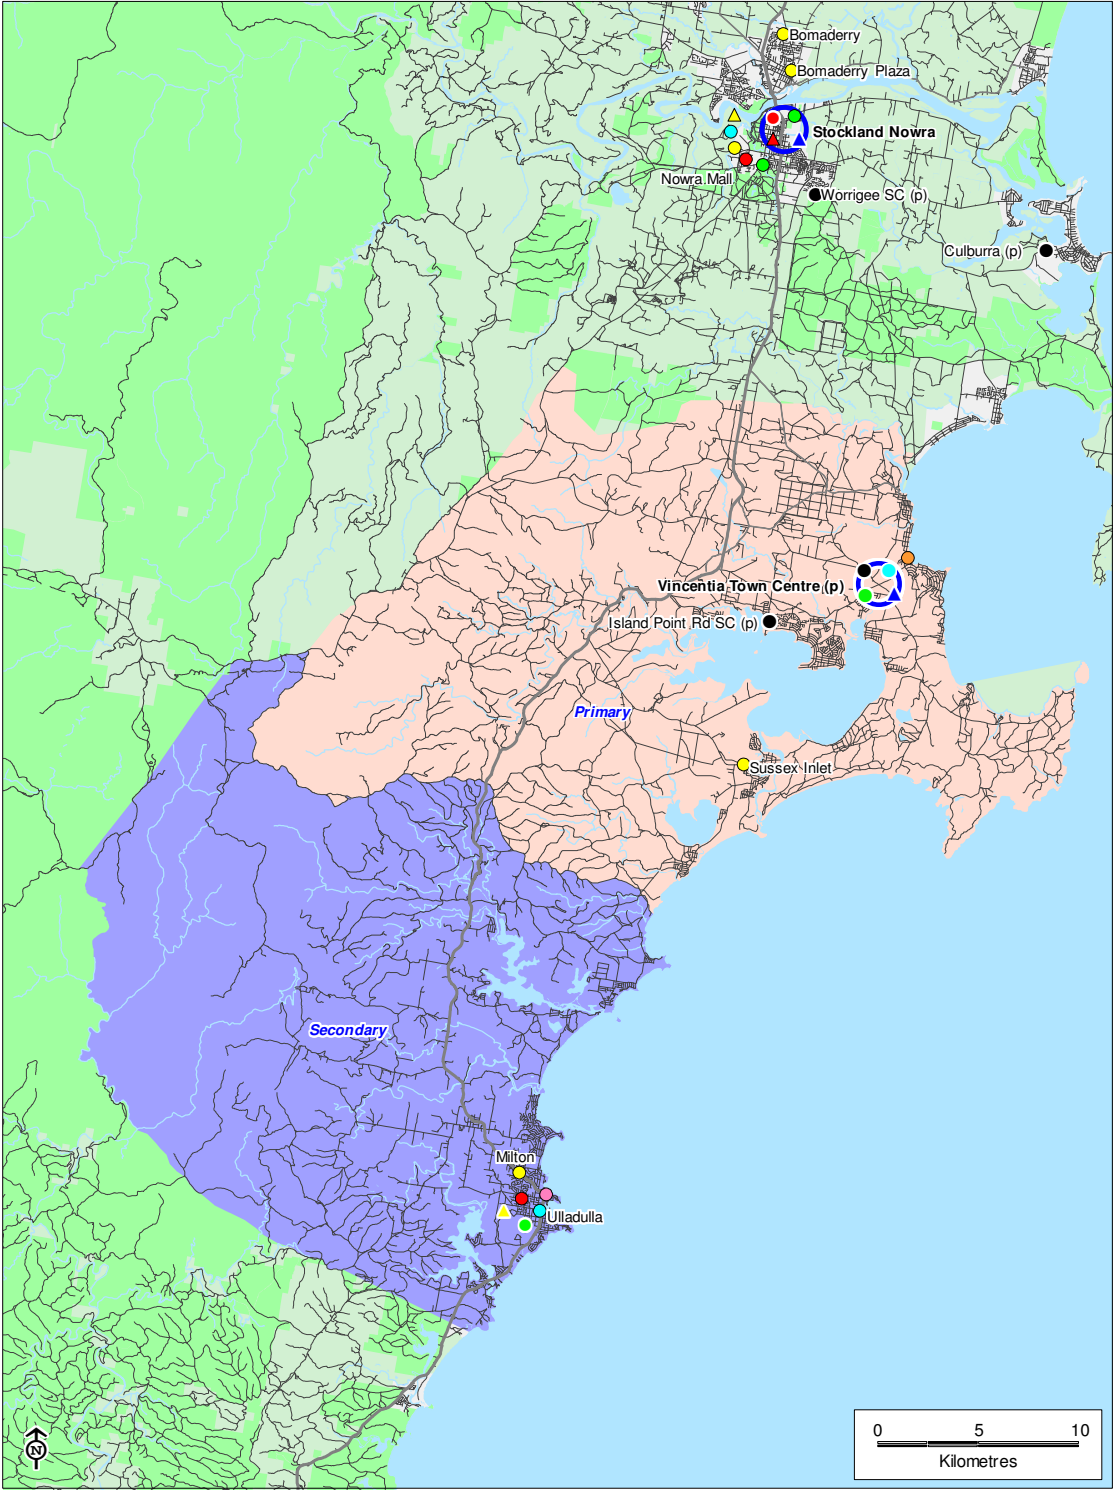 Bomaderry
Bomaderry Plaza
Stockland Nowra
Nowra Mall
Worrigee SC (p)
Culburra (p)
Vincentia Town Centre (p)
Island Point Rd SC (p)
Primary
Sussex Inlet
Secondary
Milton
Ulladulla
0 5 10
Kilometres
N